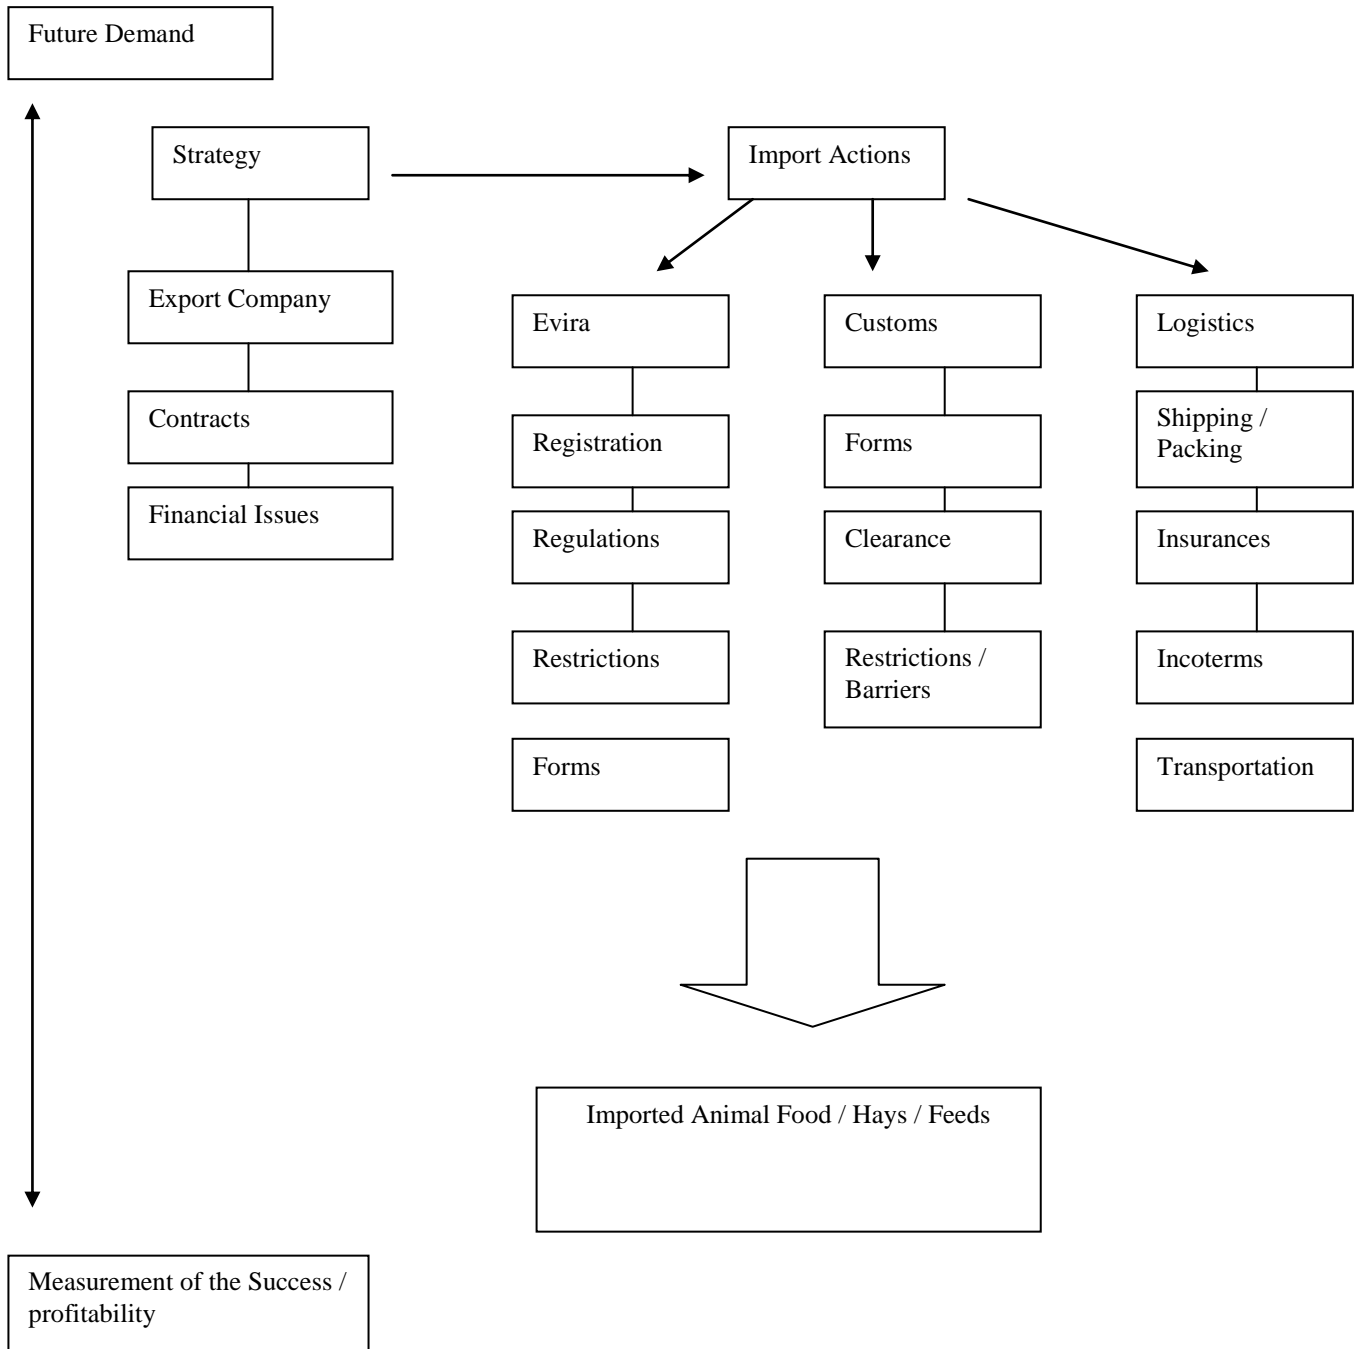 Future Demand
Strategy
Import Actions
Export Company
Evira
Customs
Logistics
Contracts
Registration
Forms
Shipping /
Packing
Financial Issues
Regulations
Clearance
Insurances
Restrictions
Restrictions /
Barriers
Incoterms
Forms
Transportation
Imported Animal Food / Hays / Feeds
Measurement of the Success /
profitability